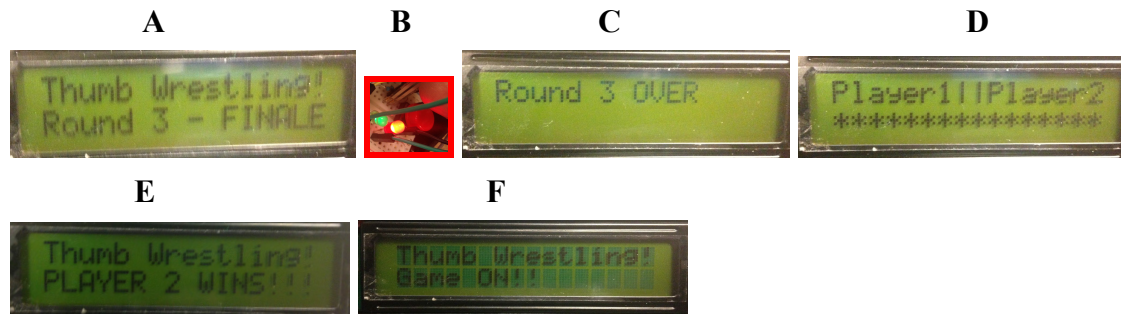 A
B
C
D
Thumb Wrestling!
Round 3 - FINALE
Round 3 OVER
Player1||Player2
****************
E
F
Thumb Wrestling!
PLAYER 2 WINS!!!
Thumb Wrestling!
Game ON!!